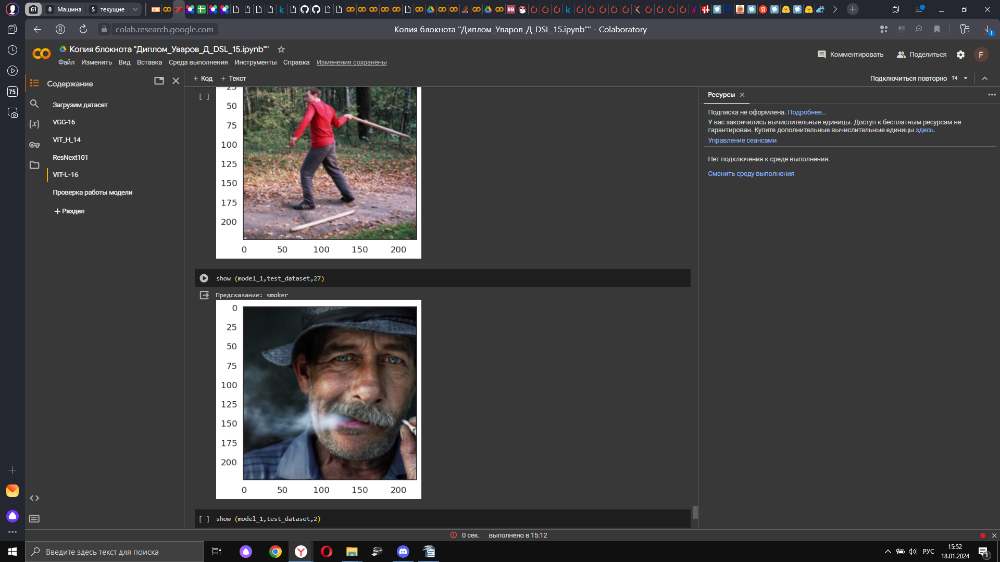 61
8 Машина
5 текущие
colab.research.google.com
Копия блокнота "Диплом_Уваров_Д_DSL_15.ipynb"" - Colaboratory
1
75
Копия блокнота "Диплом_Уваров_Д_DSL_15.ipynb""
Файл Изменить Вид Вставка Среда выполнения Инструменты Справка Изменения сохранены
Комментировать
Поделиться
F
Содержание
Загрузим датасет
VGG-16
VIT_H_14
ResNext101
VIT-L-16
Проверка работы модели
+ Раздел
{x}
+ Код + Текст
Подключиться повторно T4
[ ]
25
50
75
100
125
150
175
200
0 50 100 150 200
show (model_1,test_dataset,27)
Предсказание: smoker
0
25
50
75
100
125
150
175
200
0 50 100 150 200
[ ] show (model_1,test_dataset,2)
Ресурсы
Подписка не оформлена. Подробнее…
У вас закончились вычислительные единицы. Доступ к бесплатным ресурсам не
гарантирован. Купите дополнительные вычислительные единицы здесь.
Управление сеансами
Нет подключения к среде выполнения.
Сменить среду выполнения
0 сек. выполнено в 15:12
Введите здесь текст для поиска
РУС
15:52
18.01.2024
1